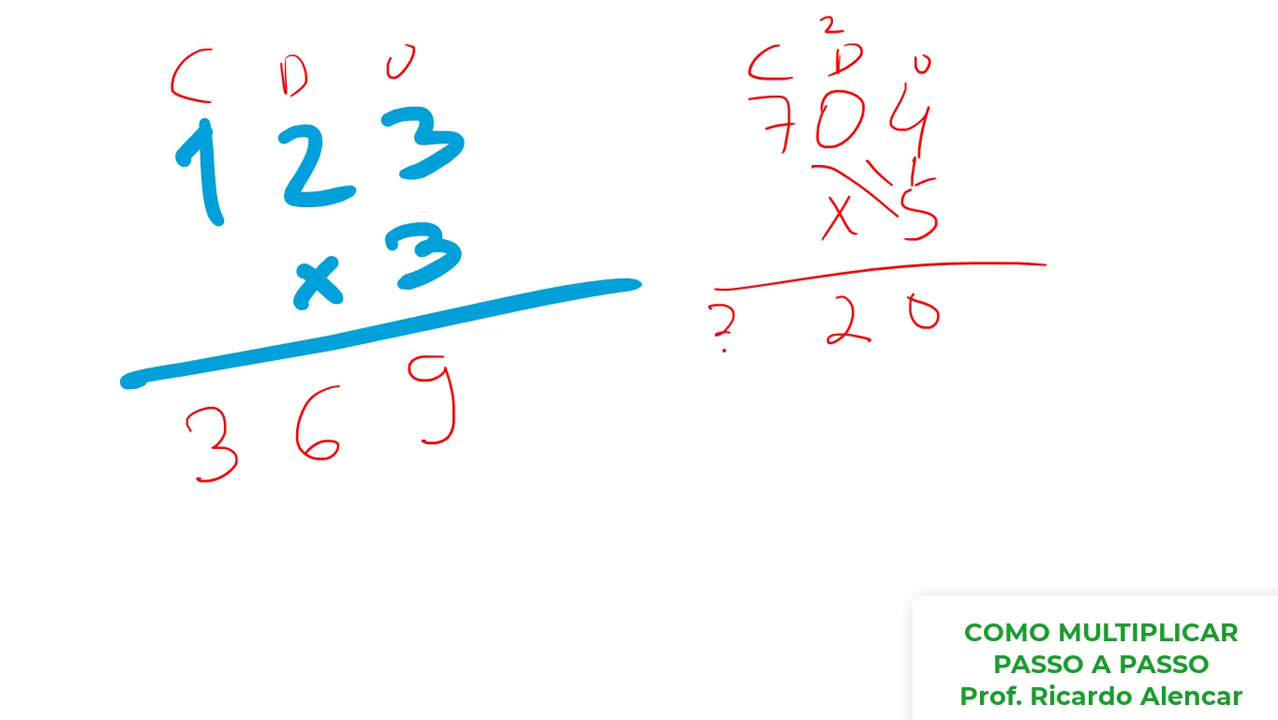 C D U
1 2 3
x 3
3 6 9
2
C D U
7 0 4
x 5
? 2 0
COMO MULTIPLICAR
PASSO A PASSO
Prof. Ricardo Alencar